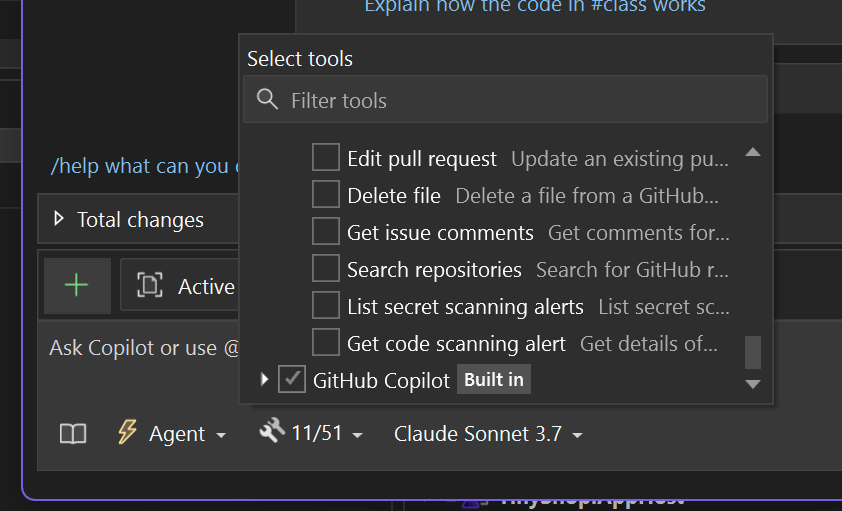 Explain how the code in #class works
Select tools
Filter tools
Edit pull request Update an existing pu...
/help what can you
Delete file Delete a file from a GitHub...
Total changes
Get issue comments Get comments for...
Search repositories Search for GitHub r...
Active
List secret scanning alerts List secret sc...
Ask Copilot or use @
Get code scanning alert Get details of...
GitHub Copilot Built in
Agent 11/51 Claude Sonnet 3.7
TinyShop.AppHost